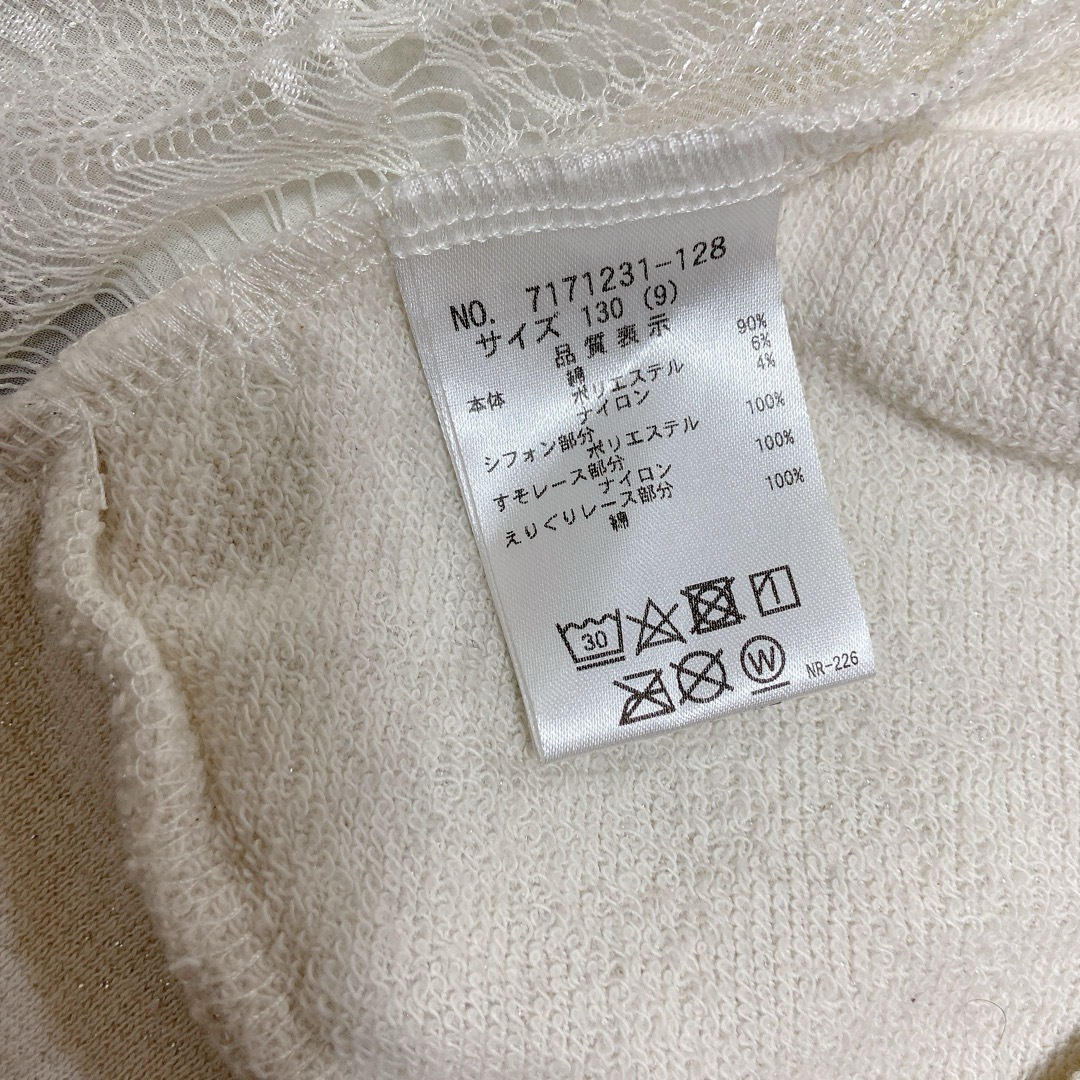 NO. 7171231-128
サイズ 130 (9)
品質表示
本体 綿 90%
ポリエステル 6%
ナイロン 4%
シフォン部分
ポリエステル 100%
すそレース部分
ナイロン 100%
えりぐりレース部分
綿 100%
30
W NR-226